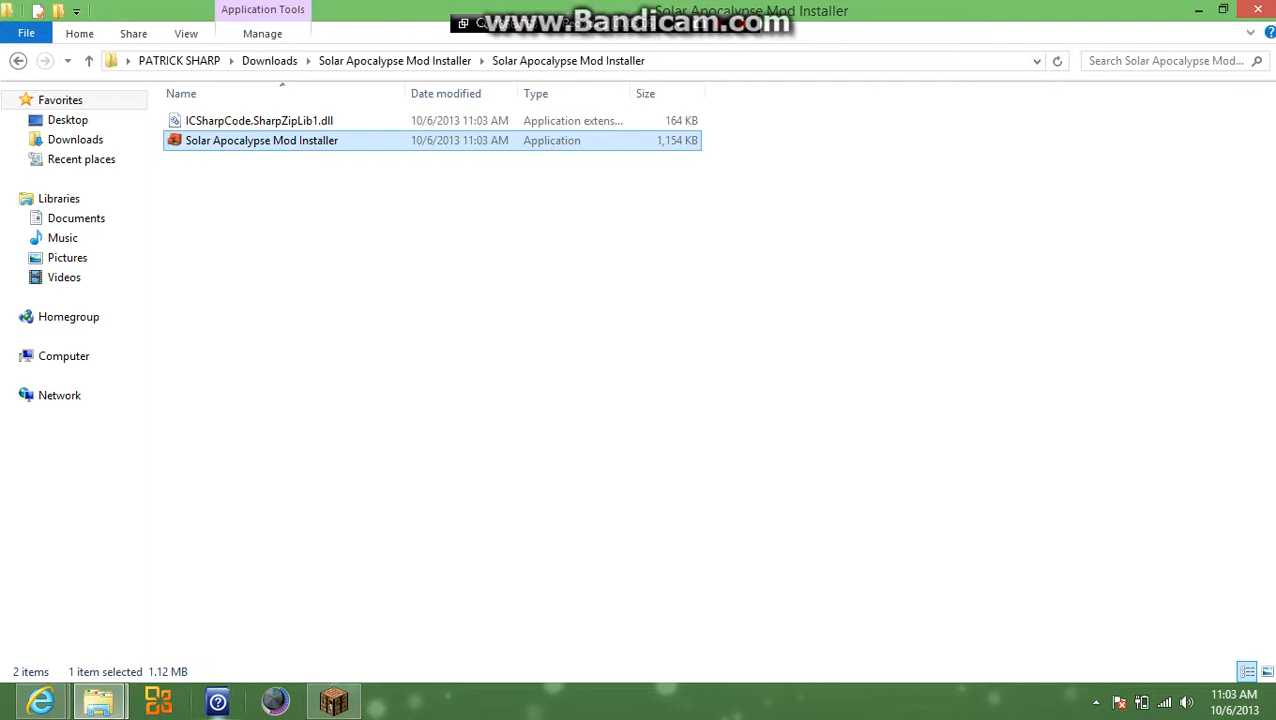 Application Tools
Solar Apocalypse Mod Installer
www.Bandicam.com
File
Home
Share
View
Manage
PATRICK SHARP
Downloads
Solar Apocalypse Mod Installer
Solar Apocalypse Mod Installer
Search Solar Apocalypse Mod...
Name
Date modified
Type
Size
ICSharpCode.SharpZipLib1.dll
10/6/2013 11:03 AM
Application extens...
164 KB
Solar Apocalypse Mod Installer
10/6/2013 11:03 AM
Application
1,154 KB
Favorites
Desktop
Downloads
Recent places
Libraries
Documents
Music
Pictures
Videos
Homegroup
Computer
Network
2 items
1 item selected 1.12 MB
11:03 AM
10/6/2013